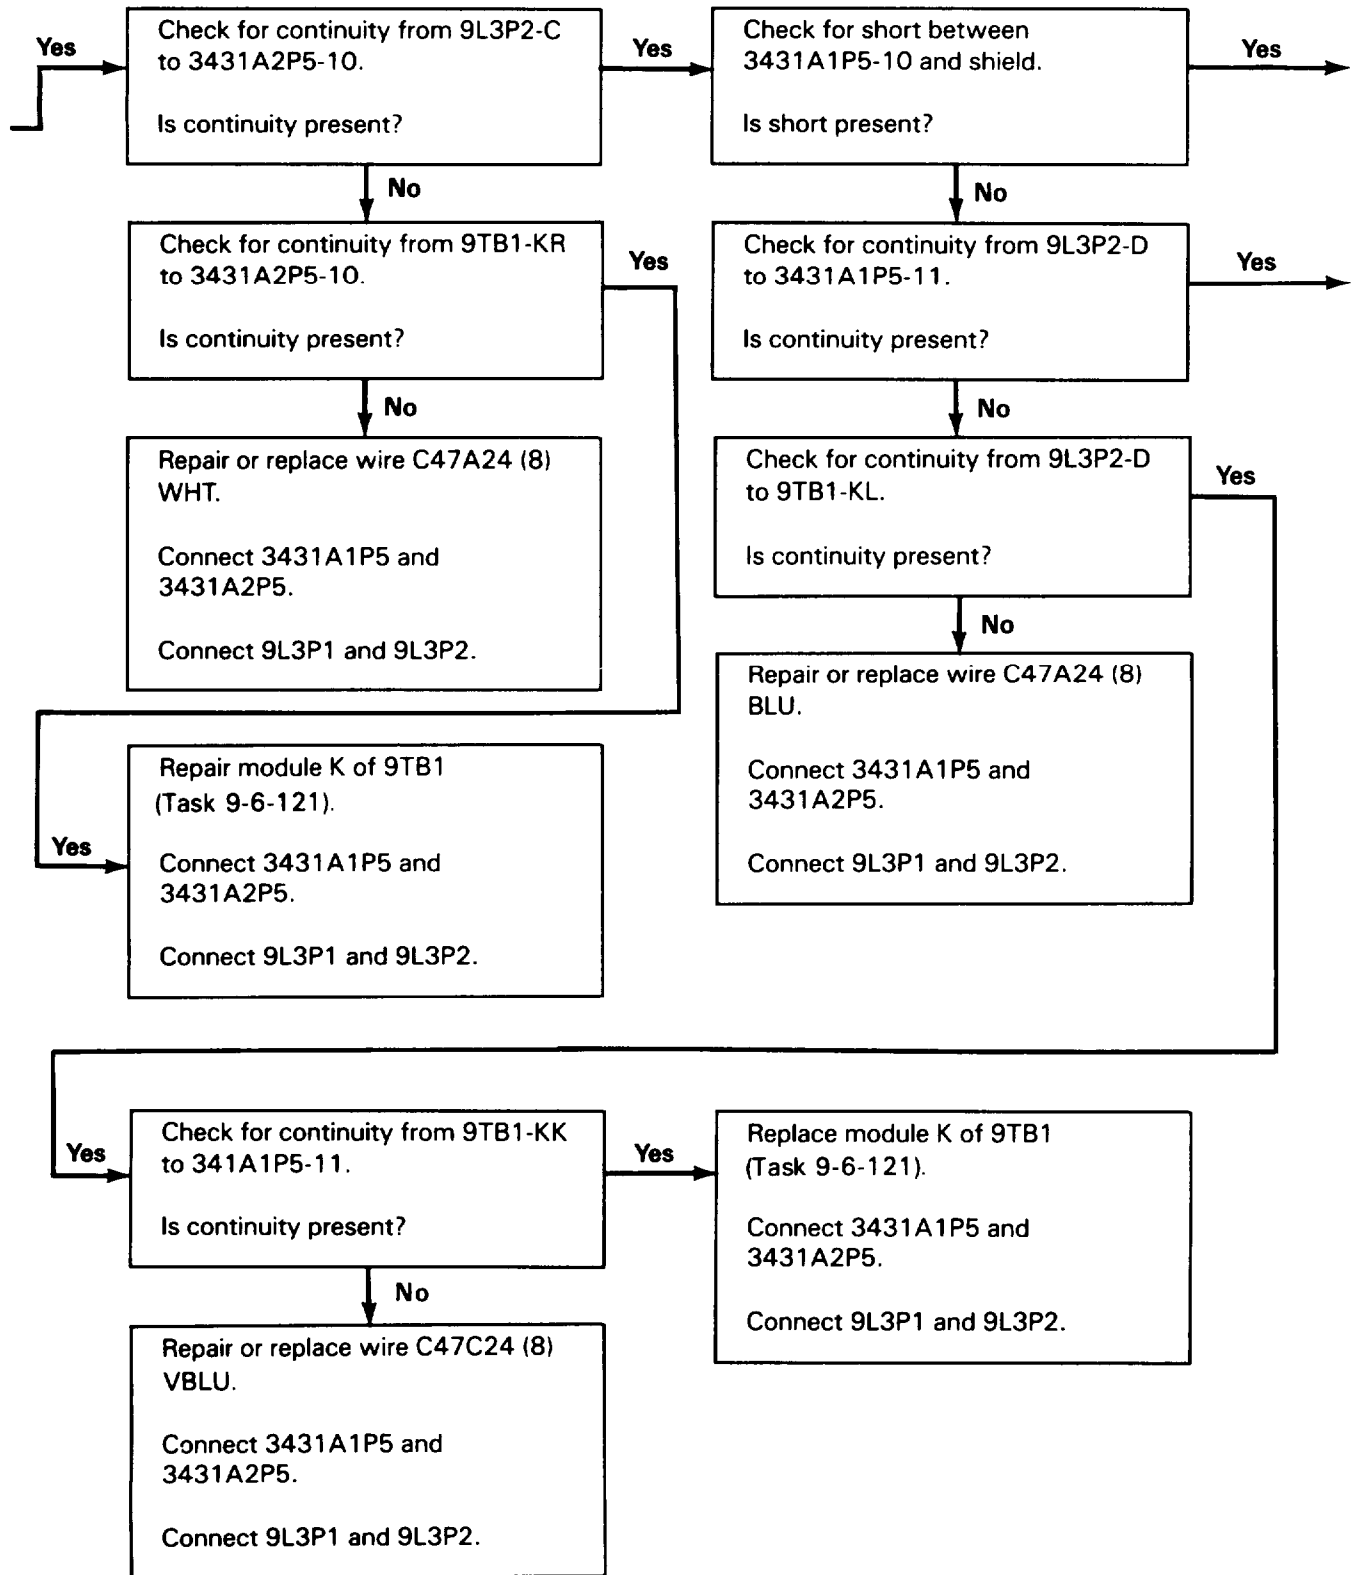 Yes
Check for continuity from 9L3P2-C
to 3431A2P5-10.
Is continuity present?
Yes
Check for short between
3431A1P5-10 and shield.
Is short present?
Yes
No
No
Check for continuity from 9TB1-KR
to 3431A2P5-10.
Is continuity present?
Yes
Check for continuity from 9L3P2-D
to 3431A1P5-11.
Is continuity present?
Yes
No
No
Repair or replace wire C47A24 (8)
WHT.
Connect 3431A1P5 and
3431A2P5.
Connect 9L3P1 and 9L3P2.
Check for continuity from 9L3P2-D
to 9TB1-KL.
Is continuity present?
Yes
No
Repair or replace wire C47A24 (8)
BLU.
Connect 3431A1P5 and
3431A2P5.
Connect 9L3P1 and 9L3P2.
Yes
Repair module K of 9TB1
(Task 9-6-121).
Connect 3431A1P5 and
3431A2P5.
Connect 9L3P1 and 9L3P2.
Yes
Check for continuity from 9TB1-KK
to 341A1P5-11.
Is continuity present?
Yes
Replace module K of 9TB1
(Task 9-6-121).
Connect 3431A1P5 and
3431A2P5.
Connect 9L3P1 and 9L3P2.
No
Repair or replace wire C47C24 (8)
VBLU.
Connect 3431A1P5 and
3431A2P5.
Connect 9L3P1 and 9L3P2.